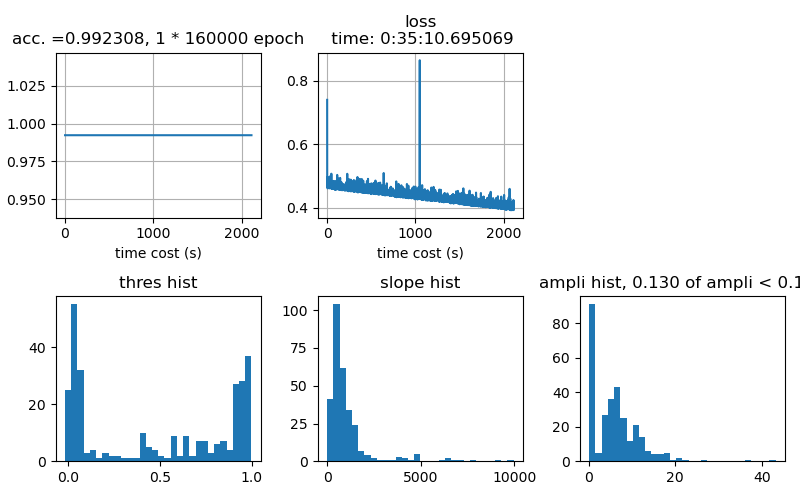 acc. =0.992308, 1 * 160000 epoch
loss
time: 0:35:10.695069
1.025
1.000
0.975
0.950
0 1000 2000
time cost (s)
0.8
0.6
0.4
0 1000 2000
time cost (s)
thres hist
slope hist
ampli hist, 0.130 of ampli < 0.1
40
20
0
0.0 0.5 1.0
100
75
50
25
0
0 5000 10000
80
60
40
20
0
0 20 40